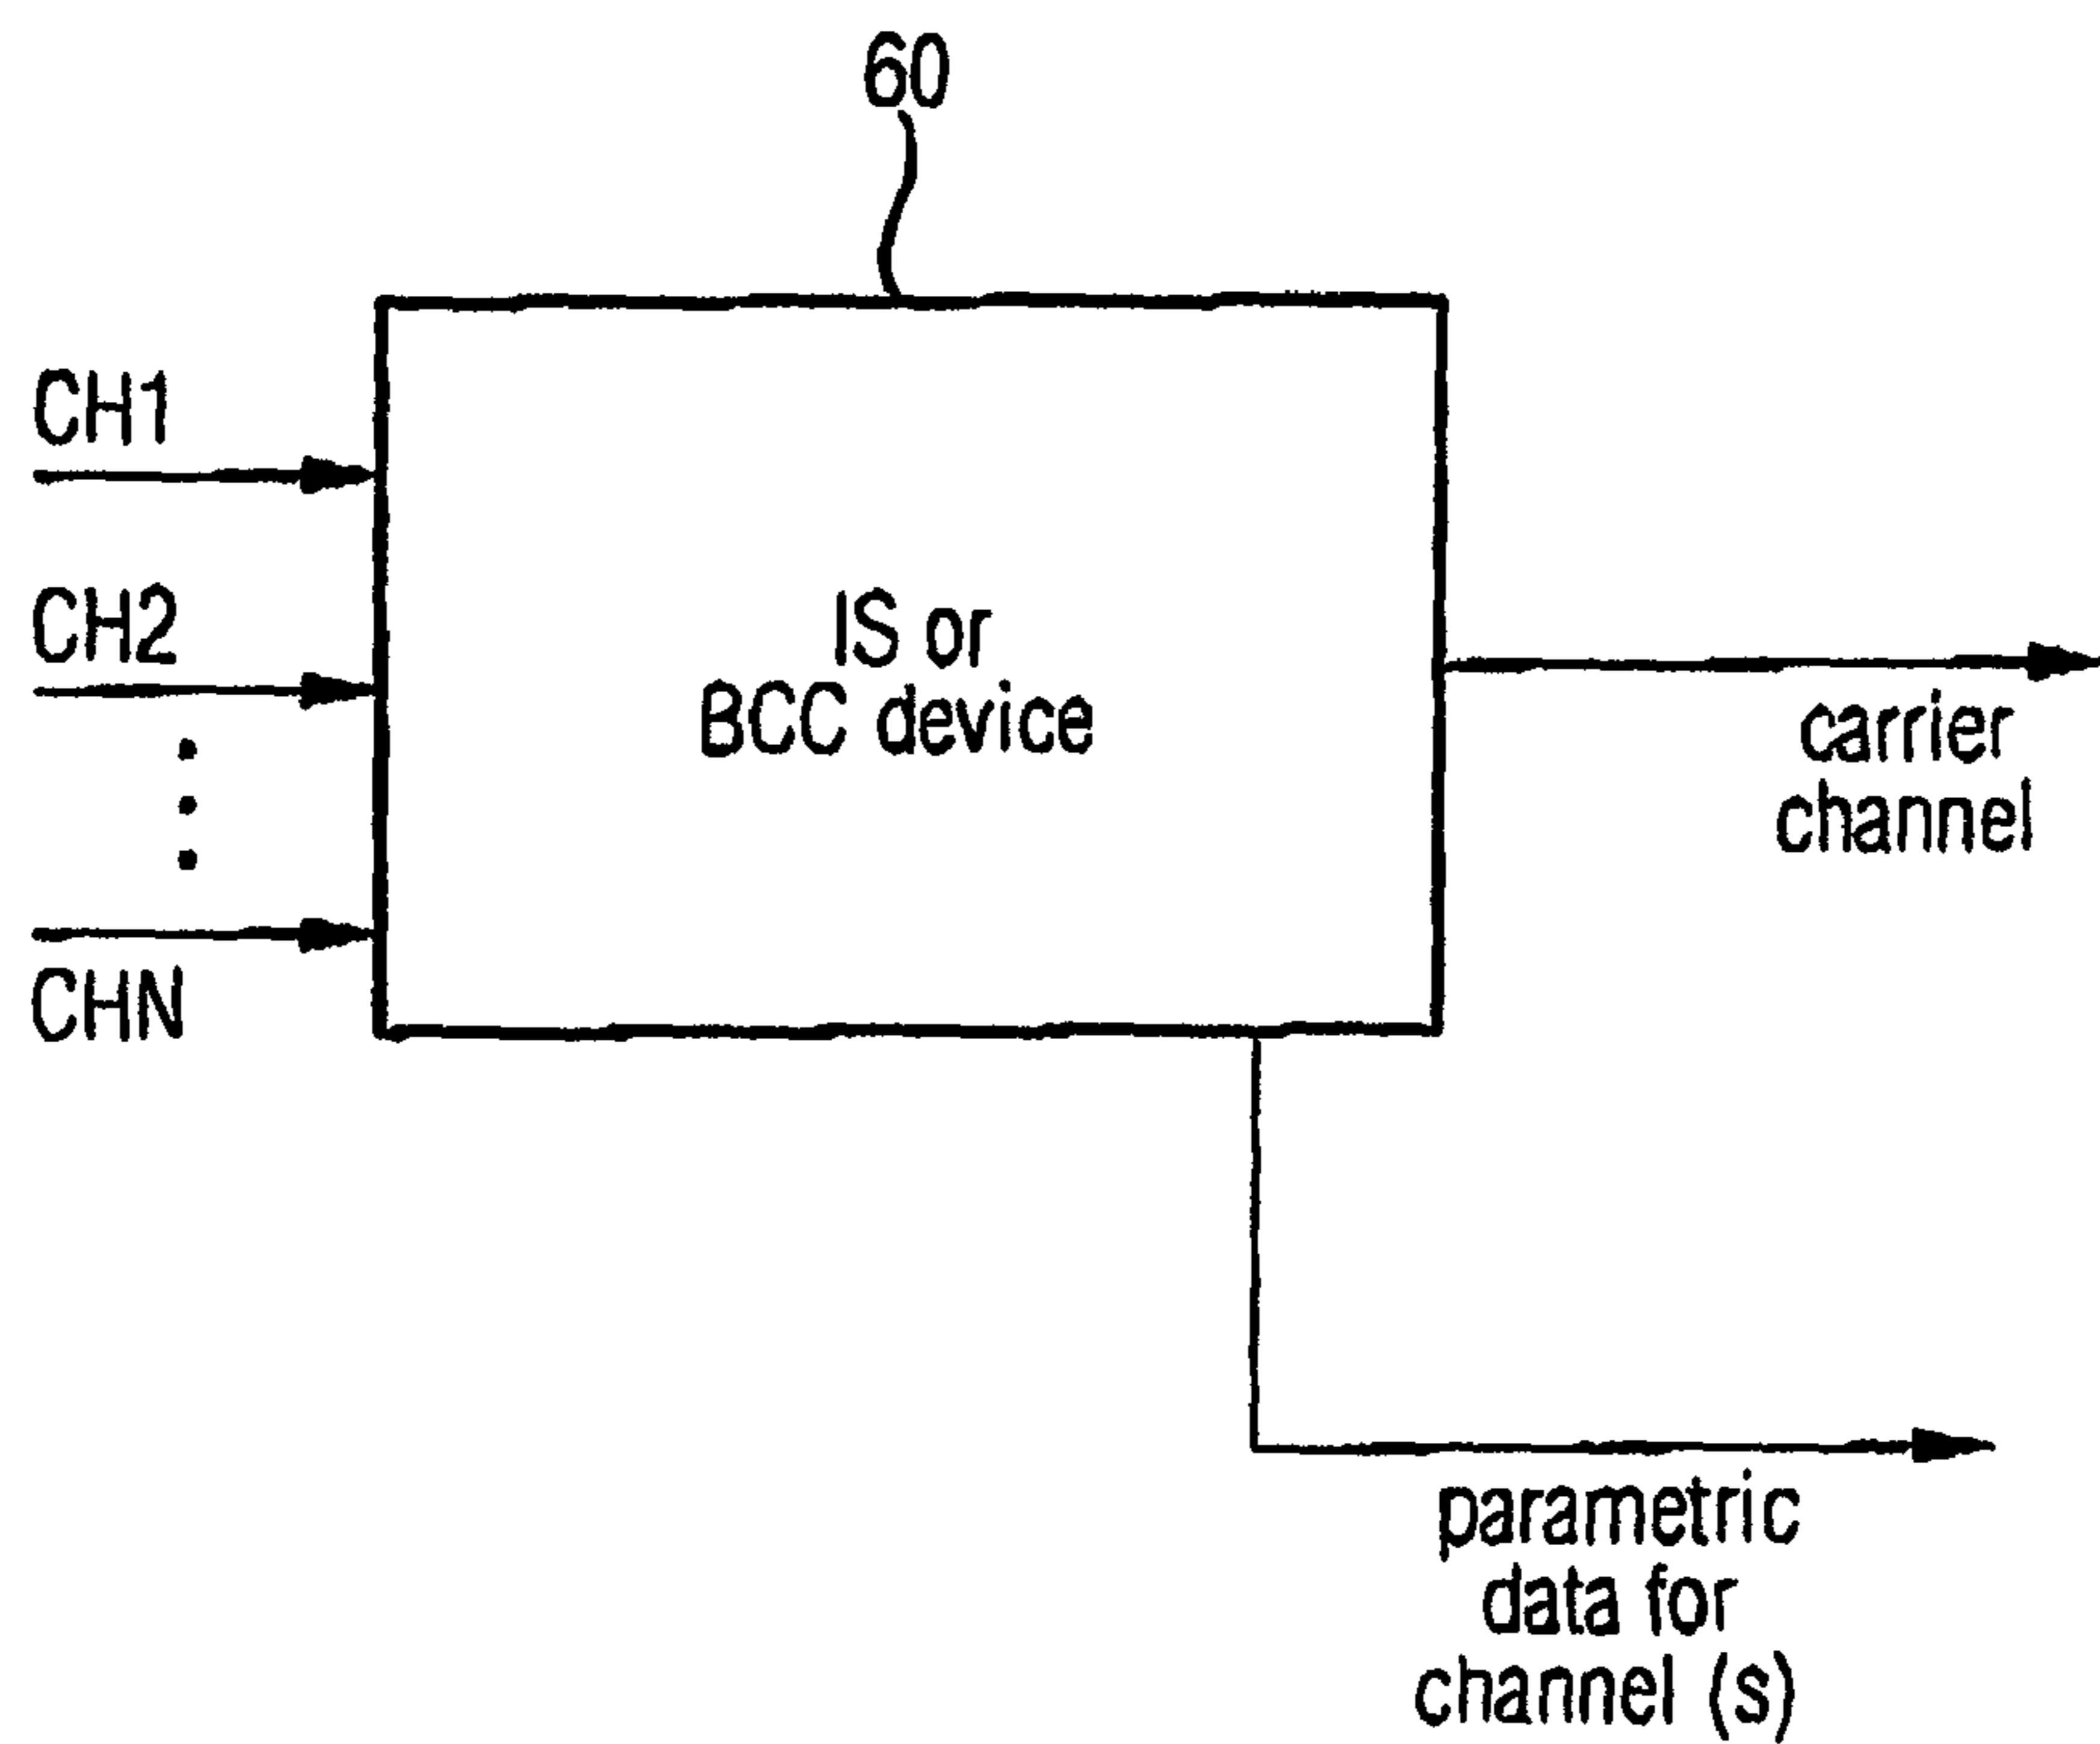 60
CH1
CH2
CHN
IS or
BCC device
carrier
channel
parametric
data for
channel (s)